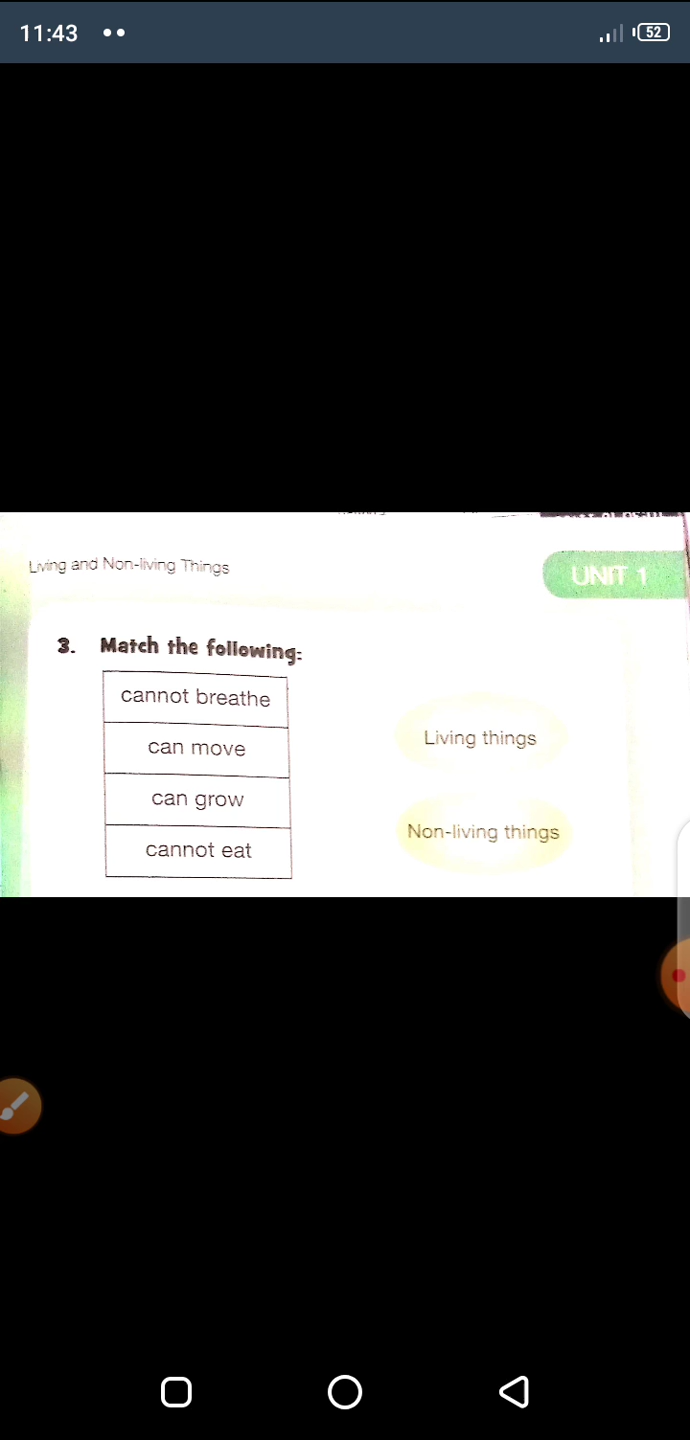 11:43
52
Living and Non-living Things
UNIT 1
3. Match the following:
cannot breathe
can move
can grow
cannot eat
Living things
Non-living things